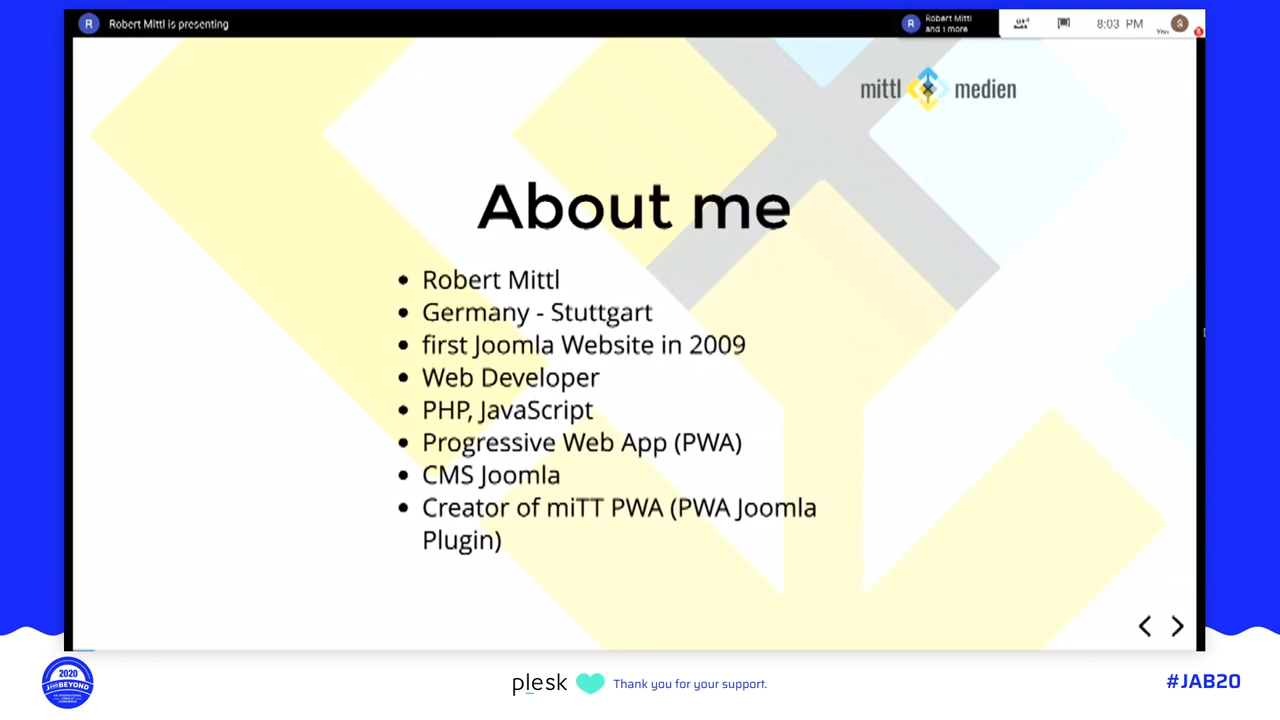 R Robert Mittl is presenting
R Robert Mittl
and 1 more
8:03 PM
You
S
mittl medien
About me
• Robert Mittl
• Germany - Stuttgart
• first Joomla Website in 2009
• Web Developer
• PHP, JavaScript
• Progressive Web App (PWA)
• CMS Joomla
• Creator of miTT PWA (PWA Joomla
Plugin)
2020
JANDBEYOND
plesk Thank you for your support.
#JAB20